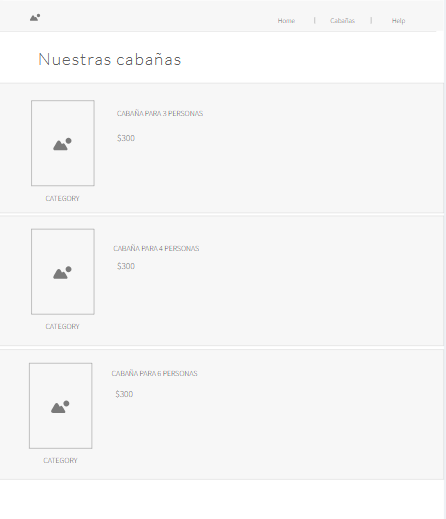 Home | Cabañas | Help
Nuestras cabañas
CABAÑA PARA 3 PERSONAS
$300
CATEGORY
CABAÑA PARA 4 PERSONAS
$300
CATEGORY
CABAÑA PARA 6 PERSONAS
$300
CATEGORY